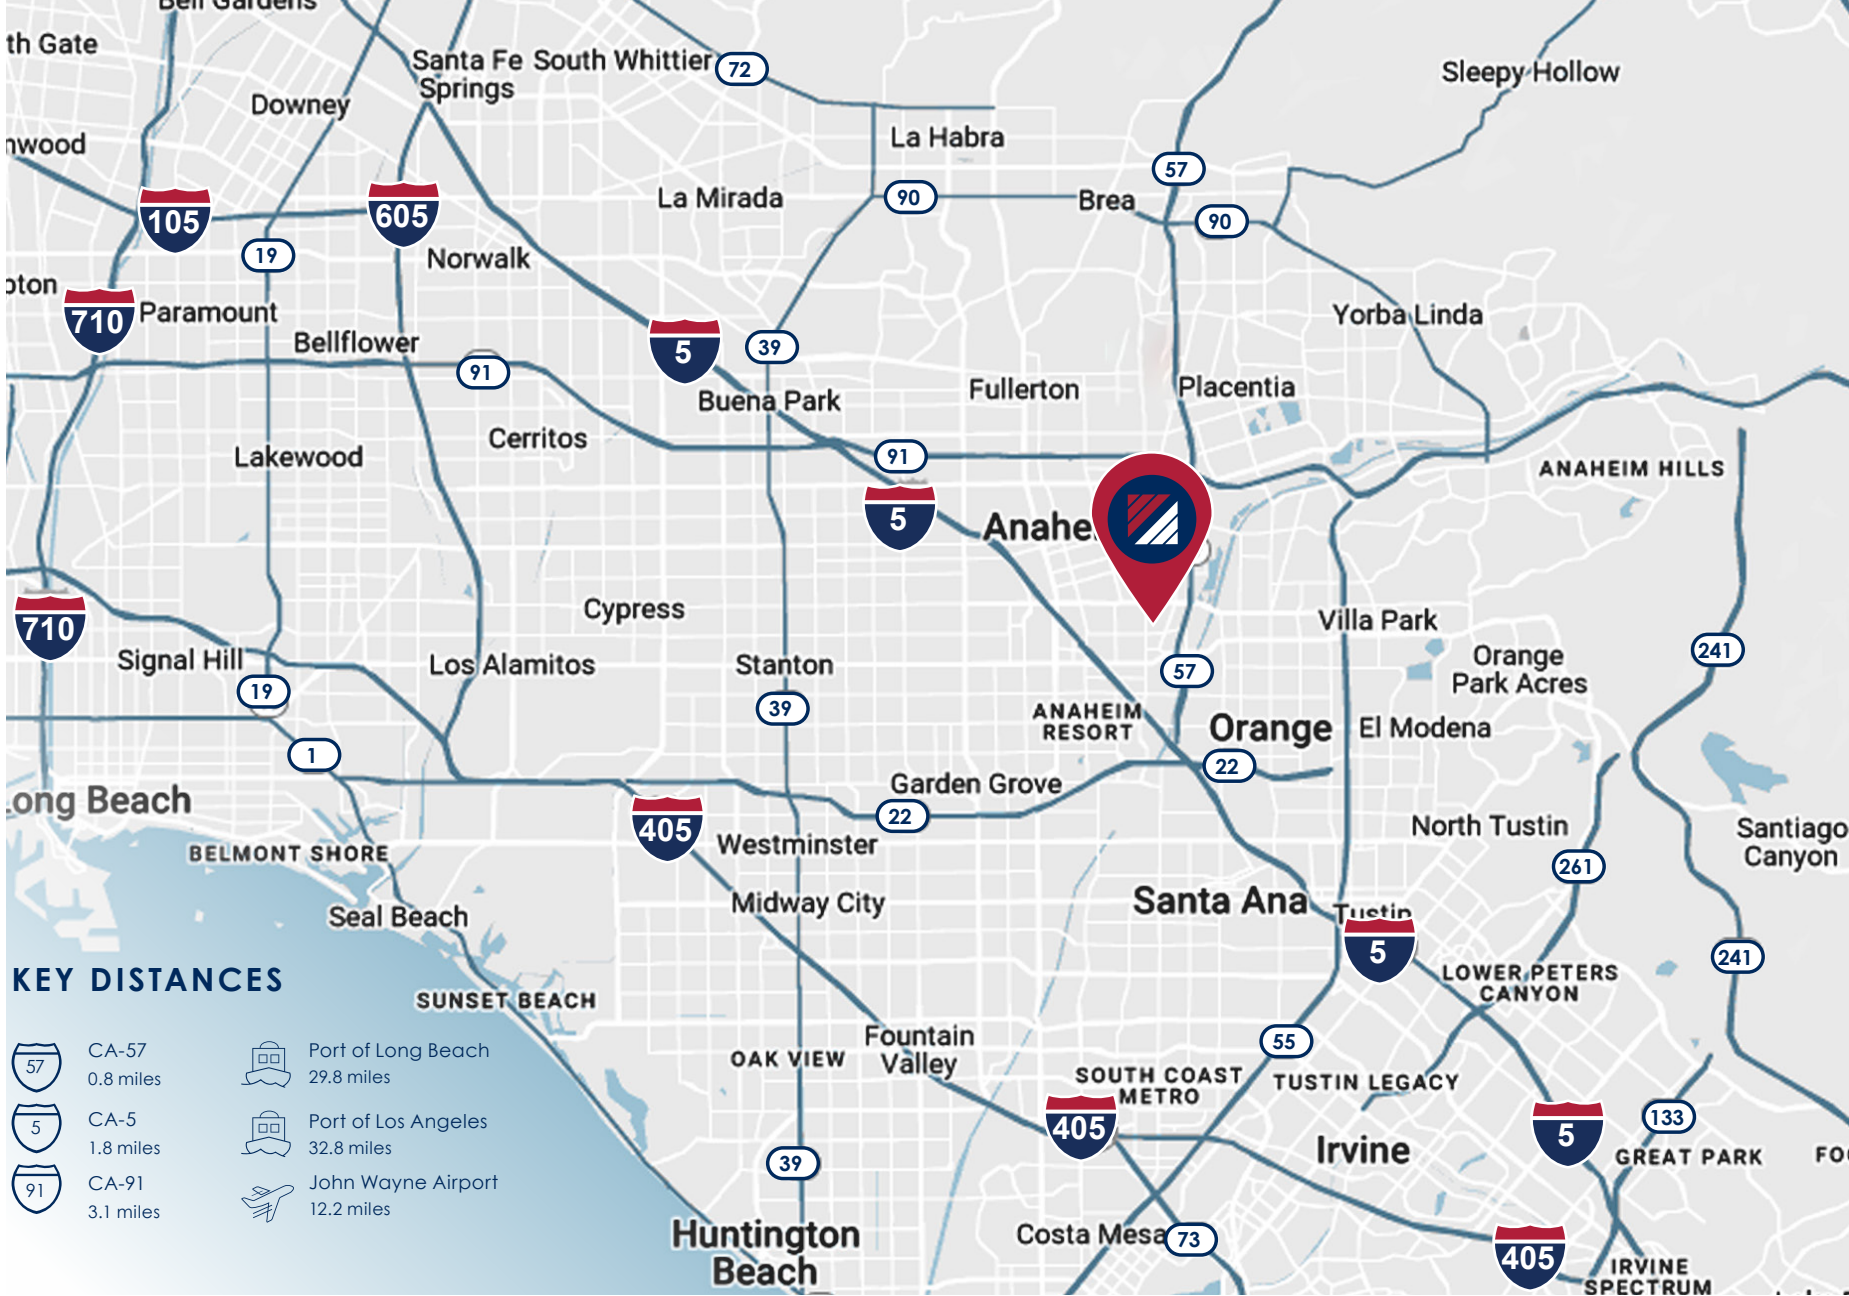 Bell Gardens
th Gate
Santa Fe
Springs
South Whittier
72
Sleepy Hollow
Downey
La Habra
nwood
57
La Mirada
90
Brea
90
105
605
19
Norwalk
pton
710
Paramount
Yorba Linda
Bellflower
5
39
91
Buena Park
Fullerton
Placentia
Cerritos
Lakewood
91
ANAHEIM HILLS
5
Anahe
Cypress
Villa Park
710
Signal Hill
Los Alamitos
Stanton
57
Orange
Park Acres
241
19
39
ANAHEIM
RESORT
Orange
El Modena
1
22
Long Beach
Garden Grove
22
405
Westminster
North Tustin
Santiago
Canyon
BELMONT SHORE
261
Seal Beach
Midway City
Santa Ana
Tustin
5
241
LOWER PETERS
CANYON
SUNSET BEACH
Fountain
Valley
OAK VIEW
55
SOUTH COAST
METRO
TUSTIN LEGACY
405
5
133
Irvine
GREAT PARK
FO
39
Huntington
Beach
Costa Mesa
73
405
IRVINE
SPECTRUM
KEY DISTANCES
57
CA-57
0.8 miles
5
CA-5
1.8 miles
91
CA-91
3.1 miles
Port of Long Beach
29.8 miles
Port of Los Angeles
32.8 miles
John Wayne Airport
12.2 miles